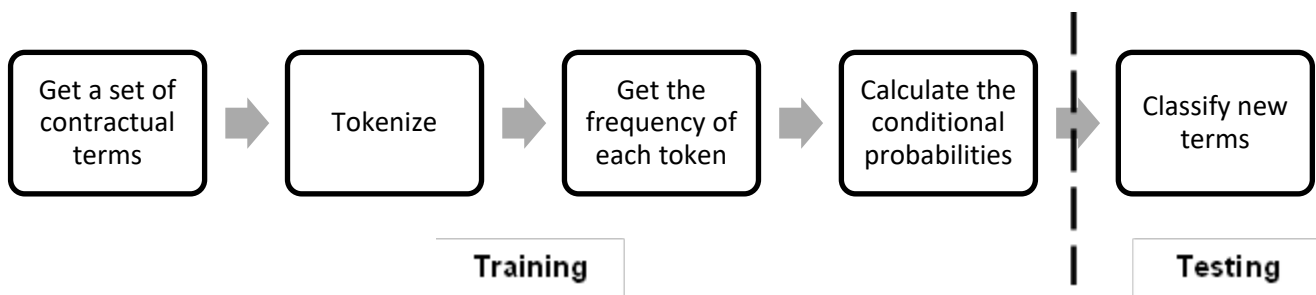 Get a set of
contractual
terms
Tokenize
Get the
frequency of
each token
Calculate the
conditional
probabilities
Classify new
terms
Training
Testing